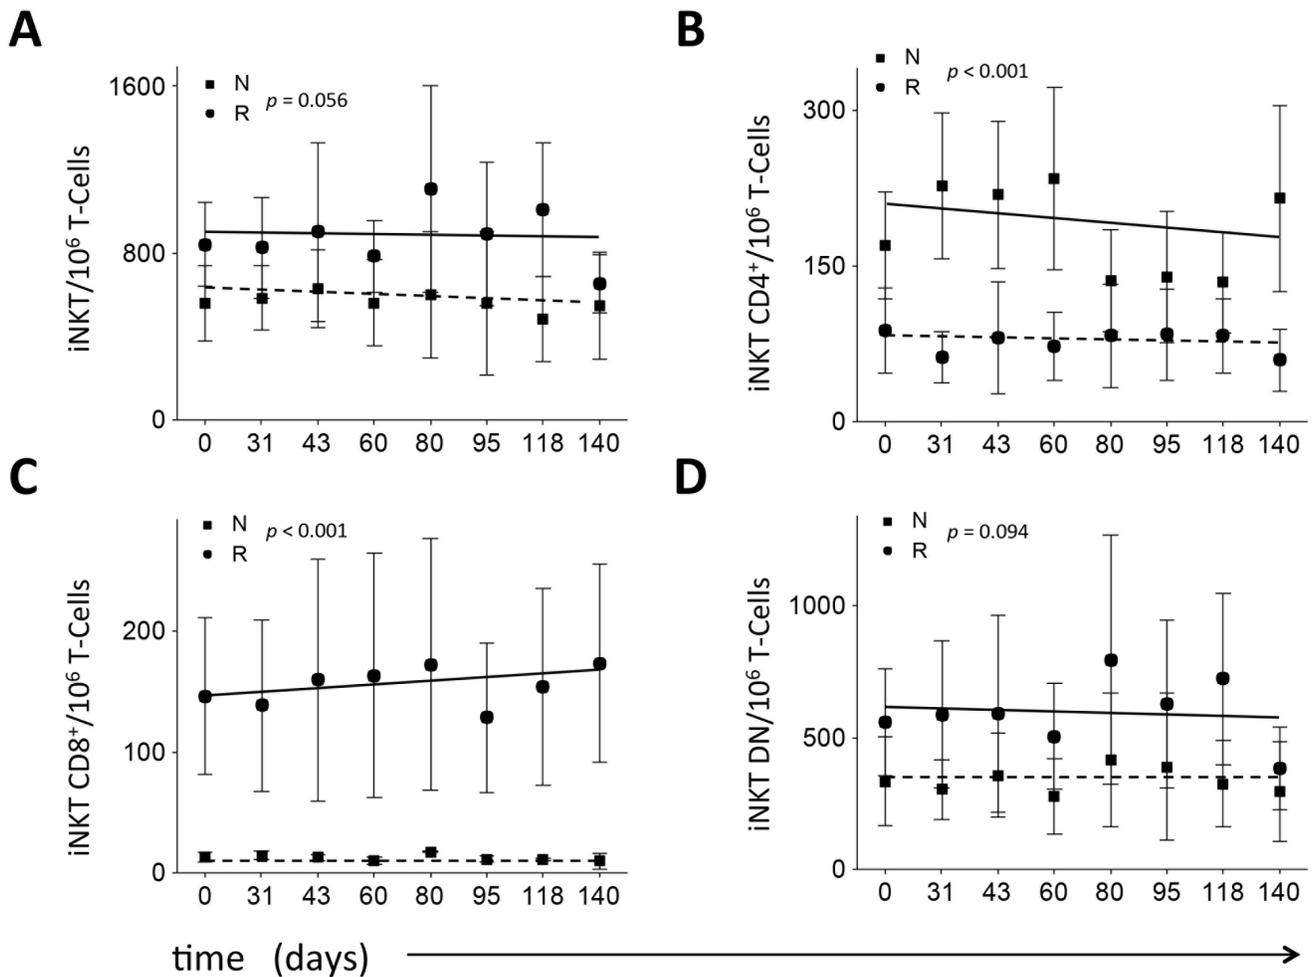 A
iNKT/10⁶ T-Cells
1600
800
0
N
R
p = 0.056
0 31 43 60 80 95 118 140
B
iNKT CD4⁺/10⁶ T-Cells
300
150
0
N
R
p < 0.001
0 31 43 60 80 95 118 140
C
iNKT CD8⁺/10⁶ T-Cells
200
100
0
N
R
p < 0.001
0 31 43 60 80 95 118 140
D
iNKT DN/10⁶ T-Cells
1000
500
0
N
R
p = 0.094
0 31 43 60 80 95 118 140
time (days)